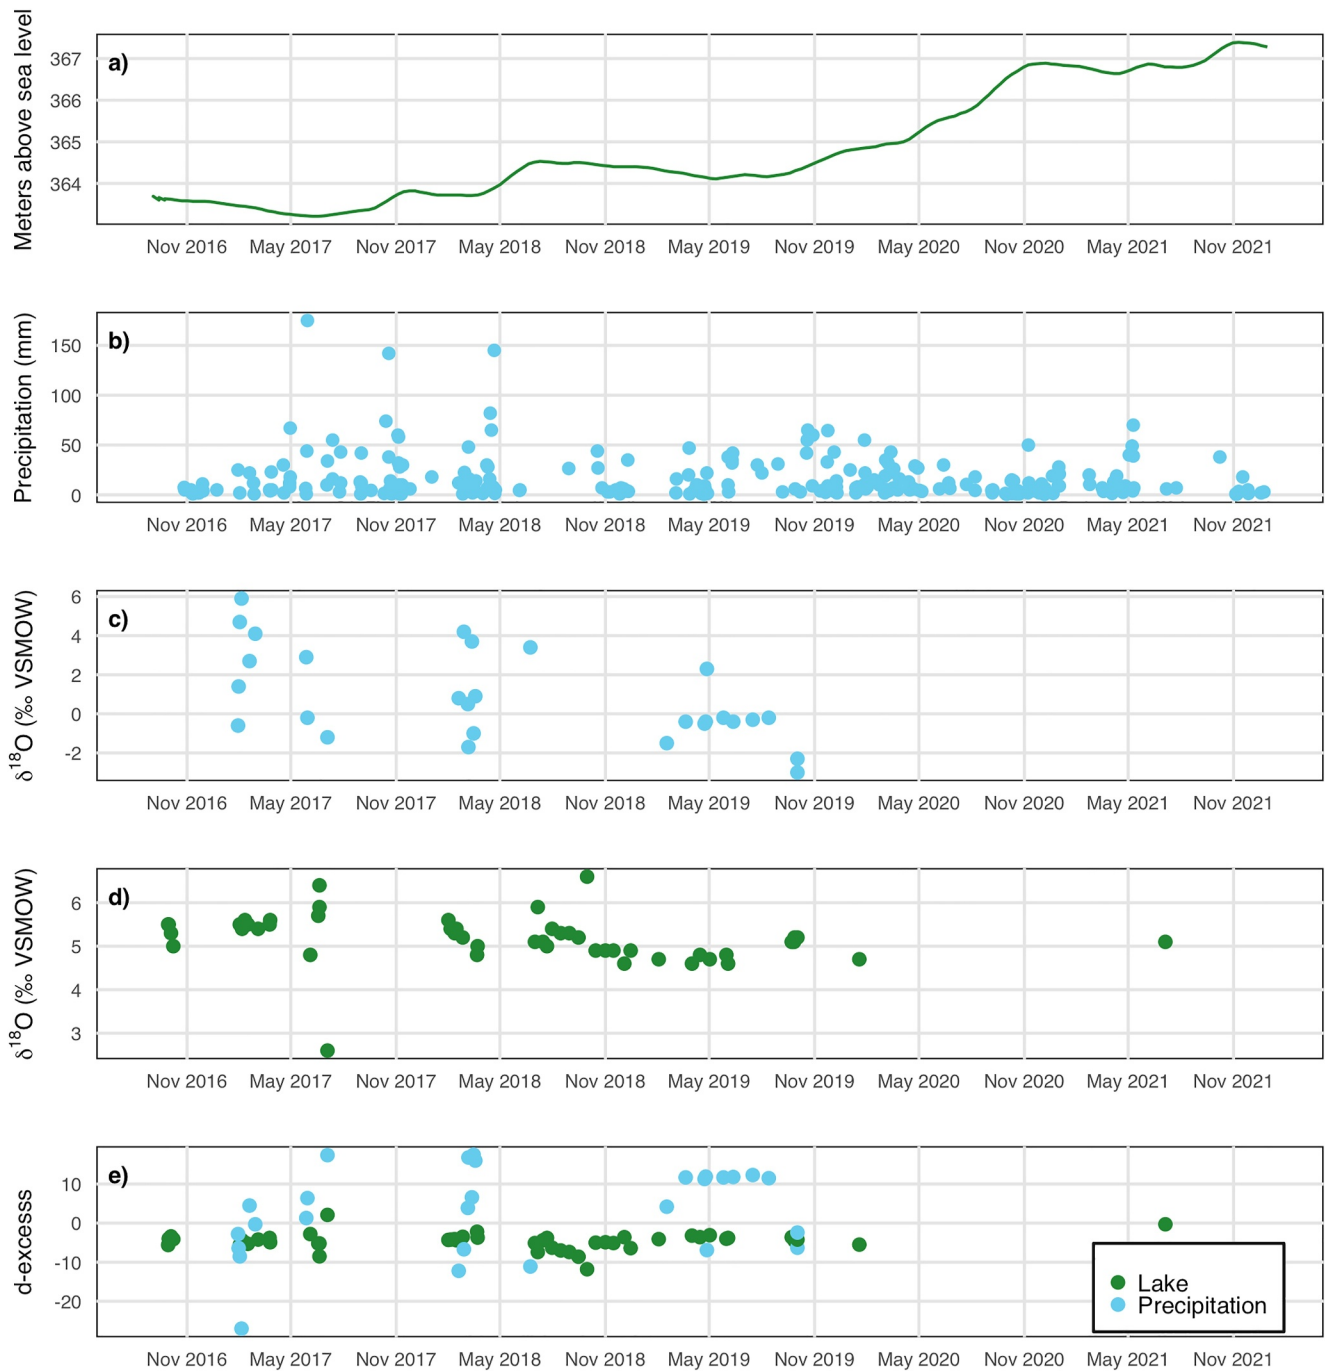 Meters above sea level
a)
367
366
365
364
Nov 2016 May 2017 Nov 2017 May 2018 Nov 2018 May 2019 Nov 2019 May 2020 Nov 2020 May 2021 Nov 2021
Precipitation (mm)
b)
150
100
50
0
Nov 2016 May 2017 Nov 2017 May 2018 Nov 2018 May 2019 Nov 2019 May 2020 Nov 2020 May 2021 Nov 2021
δ¹⁸O (‰ VSMOW)
c)
6
4
2
0
-2
Nov 2016 May 2017 Nov 2017 May 2018 Nov 2018 May 2019 Nov 2019 May 2020 Nov 2020 May 2021 Nov 2021
δ¹⁸O (‰ VSMOW)
d)
6
5
4
3
Nov 2016 May 2017 Nov 2017 May 2018 Nov 2018 May 2019 Nov 2019 May 2020 Nov 2020 May 2021 Nov 2021
d-excesss
e)
10
0
-10
-20
Lake
Precipitation
Nov 2016 May 2017 Nov 2017 May 2018 Nov 2018 May 2019 Nov 2019 May 2020 Nov 2020 May 2021 Nov 2021